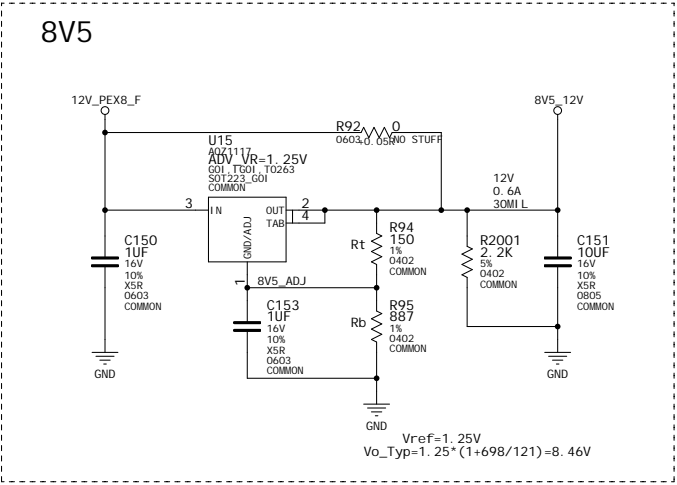 8V5
12V_PEX8_F
8V5_12V
R92 0
0603 +0.05R NO STUFF
U15
AOZ1117
ADV_VR=1.25V
GOI,TGOI,TO263
SOT223_GOI
COMMON
3 IN
OUT 2
TAB 4
GND/ADJ
1
8V5_ADJ
12V
0.6A
30MIL
C150
1UF
16V
10%
X5R
0603
COMMON
GND
C153
1UF
16V
10%
X5R
0603
COMMON
Rt
R94
150
1%
0402
COMMON
Rb
R95
887
1%
0402
COMMON
GND
R2001
2.2K
5%
0402
COMMON
C151
10UF
16V
10%
X5R
0805
COMMON
GND
Vref=1.25V
Vo_Typ=1.25*(1+698/121)=8.46V